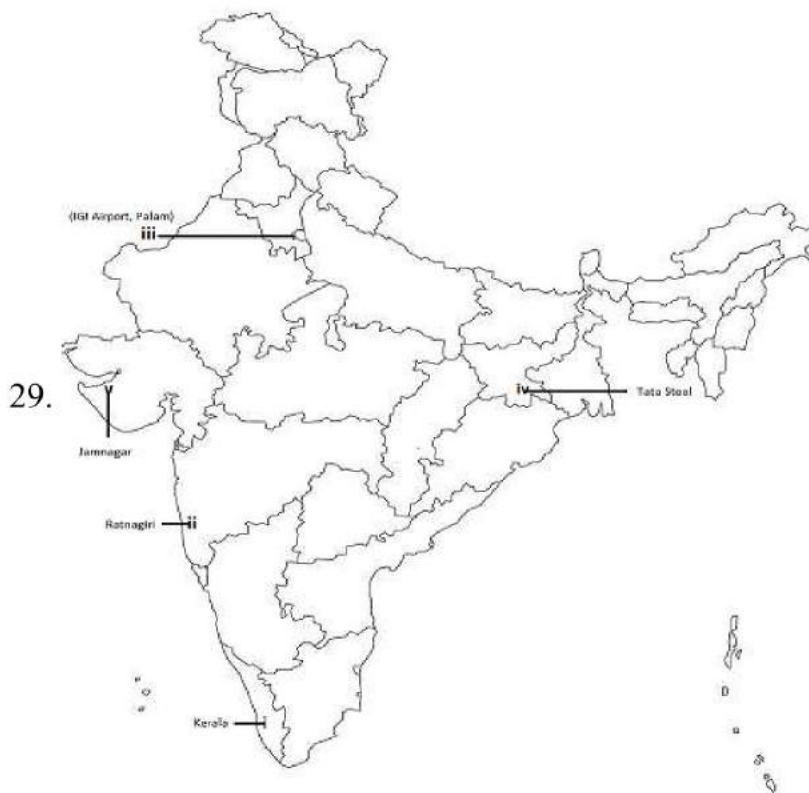 (IGI Airport, Palam)
iii
29.
v
iv Tata Steel
Jamnagar
Ratnagiri ii
Kerala i